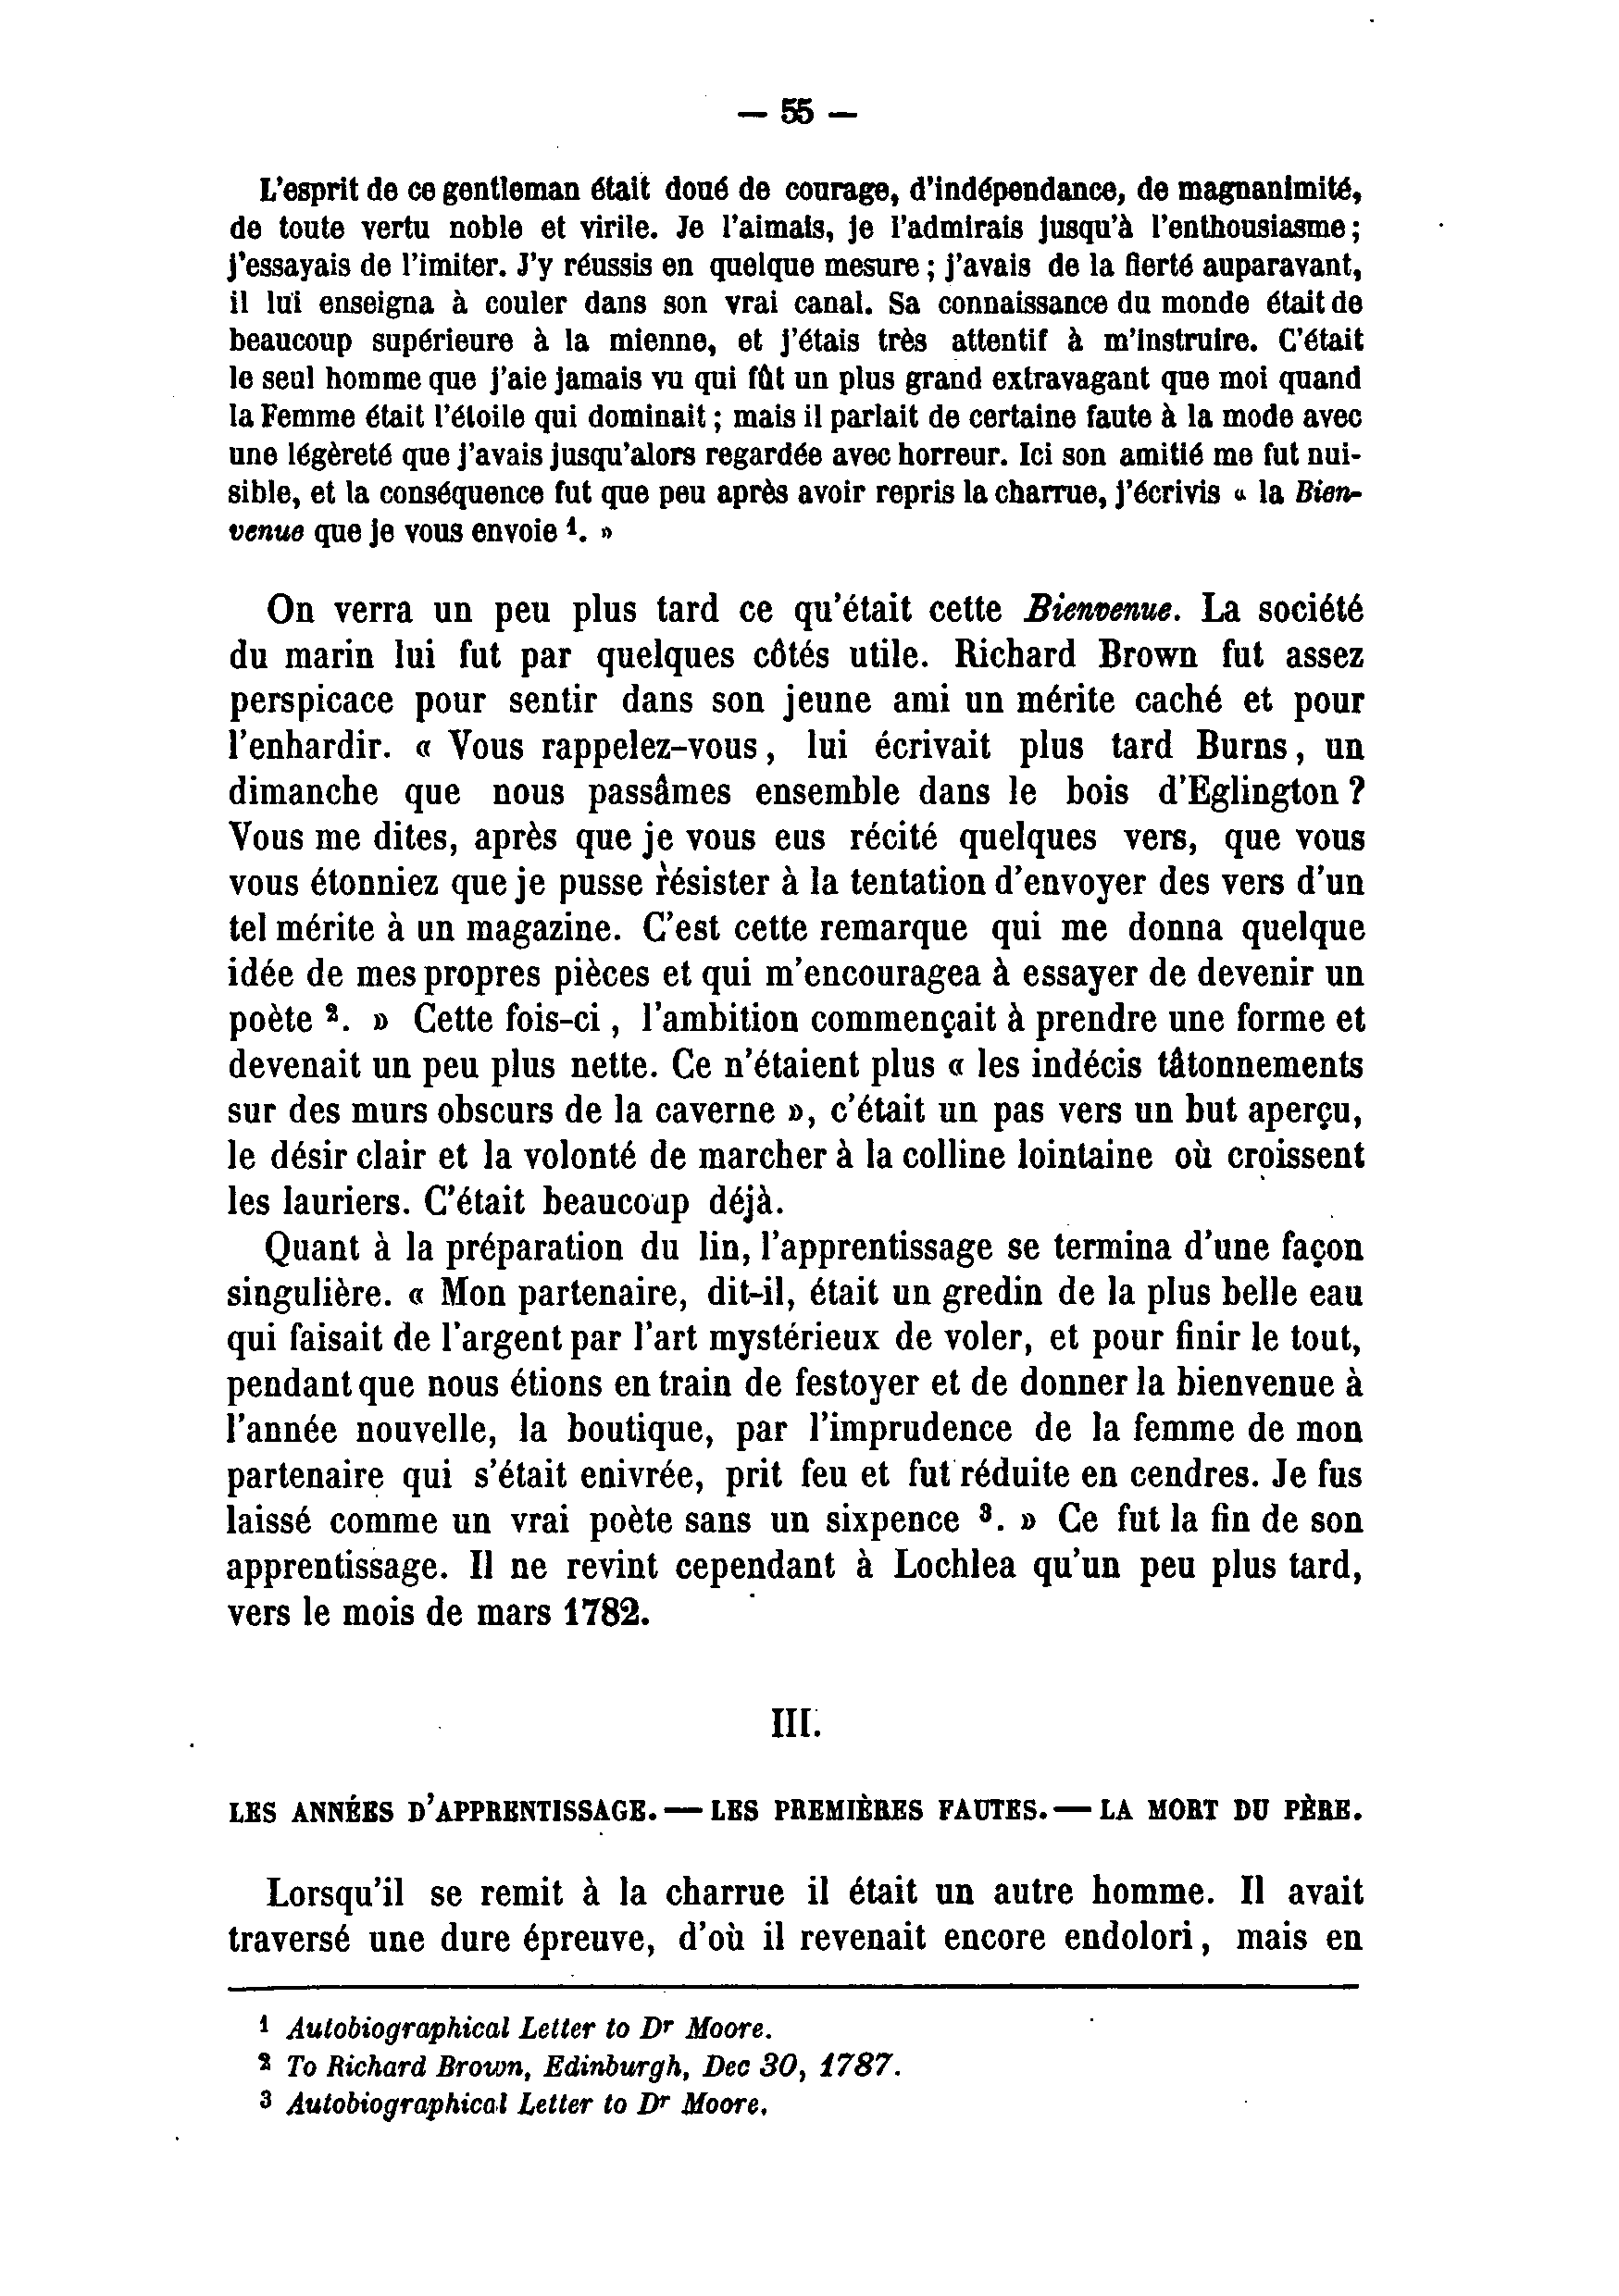 — 55 —
L'esprit de ce gentleman était doué de courage, d'indépendance, de magnanimité,
de toute vertu noble et virile. Je l'aimais, je l'admirais jusqu'à l'enthousiasme ;
j'essayais de l'imiter. J'y réussis en quelque mesure ; j'avais de la fierté auparavant,
il lui enseigna à couler dans son vrai canal. Sa connaissance du monde était de
beaucoup supérieure à la mienne, et j'étais très attentif à m'instruire. C'était
le seul homme que j'aie jamais vu qui fût un plus grand extravagant que moi quand
la Femme était l'étoile qui dominait ; mais il parlait de certaine faute à la mode avec
une légèreté que j'avais jusqu'alors regardée avec horreur. Ici son amitié me fut nui-
sible, et la conséquence fut que peu après avoir repris la charrue, j'écrivis « la Bien-
venue que je vous envoie ¹. »
On verra un peu plus tard ce qu'était cette Bienvenue. La société
du marin lui fut par quelques côtés utile. Richard Brown fut assez
perspicace pour sentir dans son jeune ami un mérite caché et pour
l'enhardir. « Vous rappelez-vous, lui écrivait plus tard Burns, un
dimanche que nous passâmes ensemble dans le bois d'Eglington ?
Vous me dites, après que je vous eus récité quelques vers, que vous
vous étonniez que je pusse résister à la tentation d'envoyer des vers d'un
tel mérite à un magazine. C'est cette remarque qui me donna quelque
idée de mes propres pièces et qui m'encouragea à essayer de devenir un
poète ². » Cette fois-ci, l'ambition commençait à prendre une forme et
devenait un peu plus nette. Ce n'étaient plus « les indécis tâtonnements
sur des murs obscurs de la caverne », c'était un pas vers un but aperçu,
le désir clair et la volonté de marcher à la colline lointaine où croissent
les lauriers. C'était beaucoup déjà.
Quant à la préparation du lin, l'apprentissage se termina d'une façon
singulière. « Mon partenaire, dit-il, était un gredin de la plus belle eau
qui faisait de l'argent par l'art mystérieux de voler, et pour finir le tout,
pendant que nous étions en train de festoyer et de donner la bienvenue à
l'année nouvelle, la boutique, par l'imprudence de la femme de mon
partenaire qui s'était enivrée, prit feu et fut réduite en cendres. Je fus
laissé comme un vrai poète sans un sixpence ³. » Ce fut la fin de son
apprentissage. Il ne revint cependant à Lochlea qu'un peu plus tard,
vers le mois de mars 1782.
III.
LES ANNÉES D'APPRENTISSAGE. — LES PREMIÈRES FAUTES. — LA MORT DU PÈRE.
Lorsqu'il se remit à la charrue il était un autre homme. Il avait
traversé une dure épreuve, d'où il revenait encore endolori, mais en
¹ Autobiographical Letter to Dʳ Moore.
² To Richard Brown, Edinburgh, Dec 30, 1787.
³ Autobiographical Letter to Dʳ Moore.